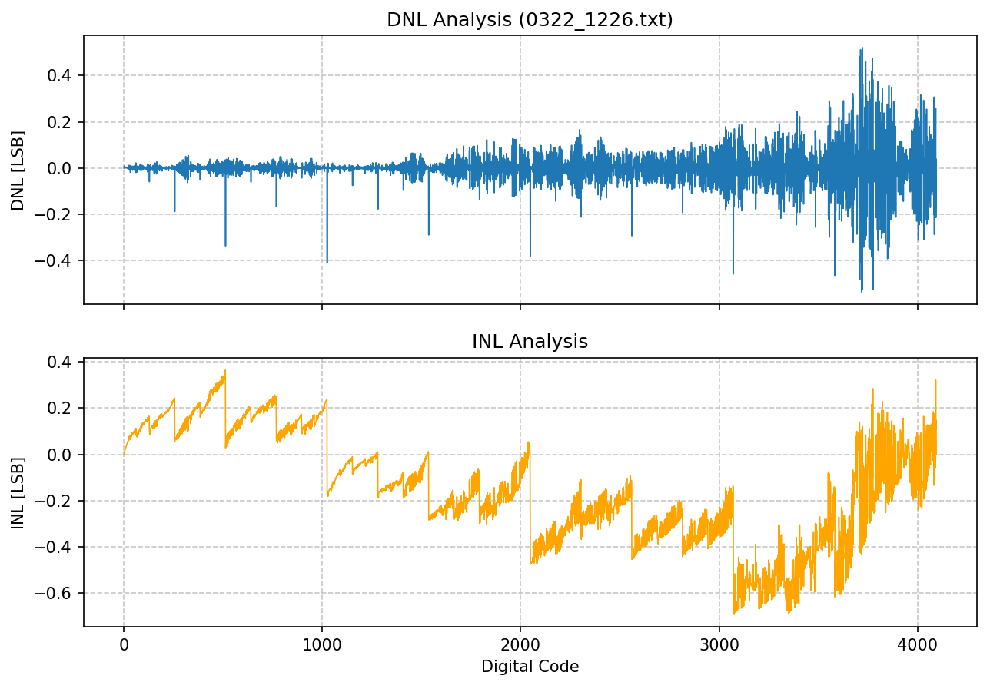 DNL Analysis (0322_1226.txt)
DNL [LSB]
0.4
0.2
0.0
−0.2
−0.4
INL Analysis
INL [LSB]
0.4
0.2
0.0
−0.2
−0.4
−0.6
0 1000 2000 3000 4000
Digital Code